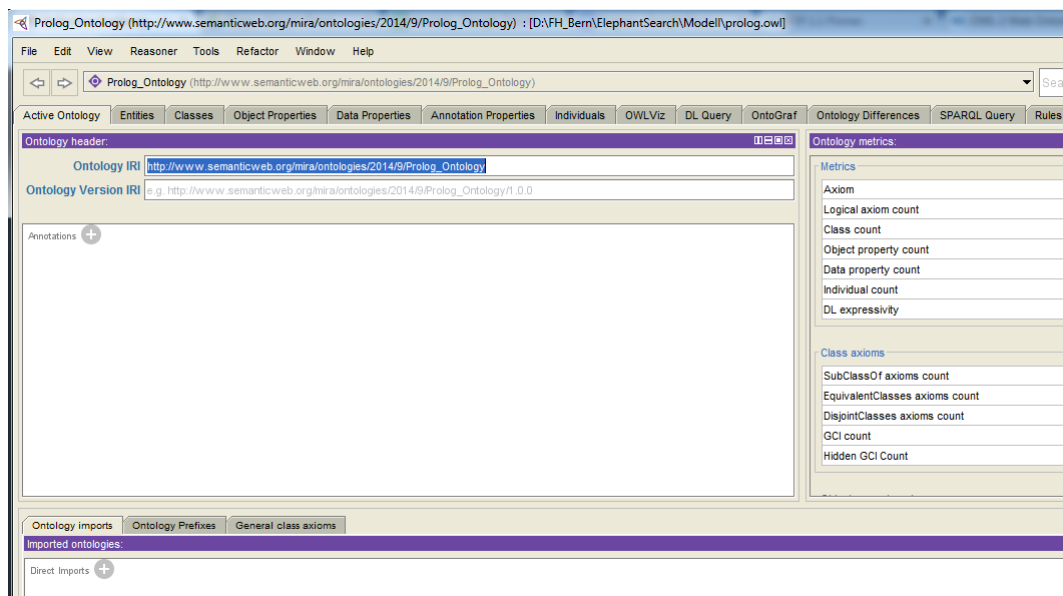 Prolog_Ontology (http://www.semanticweb.org/mira/ontologies/2014/9/Prolog_Ontology) : [D:\FH_Bern\ElephantSearch\Modell\prolog.owl]
File Edit View Reasoner Tools Refactor Window Help
Prolog_Ontology (http://www.semanticweb.org/mira/ontologies/2014/9/Prolog_Ontology)
Sea
Active Ontology Entities Classes Object Properties Data Properties Annotation Properties Individuals OWLViz DL Query OntoGraf Ontology Differences SPARQL Query Rules
Ontology header:
Ontology IRI http://www.semanticweb.org/mira/ontologies/2014/9/Prolog_Ontology
Ontology Version IRI e.g. http://www.semanticweb.org/mira/ontologies/2014/9/Prolog_Ontology/1.0.0
Annotations
Ontology metrics:
Metrics
Axiom
Logical axiom count
Class count
Object property count
Data property count
Individual count
DL expressivity
Class axioms
SubClassOf axioms count
EquivalentClasses axioms count
DisjointClasses axioms count
GCI count
Hidden GCI Count
Ontology imports Ontology Prefixes General class axioms
Imported ontologies:
Direct Imports